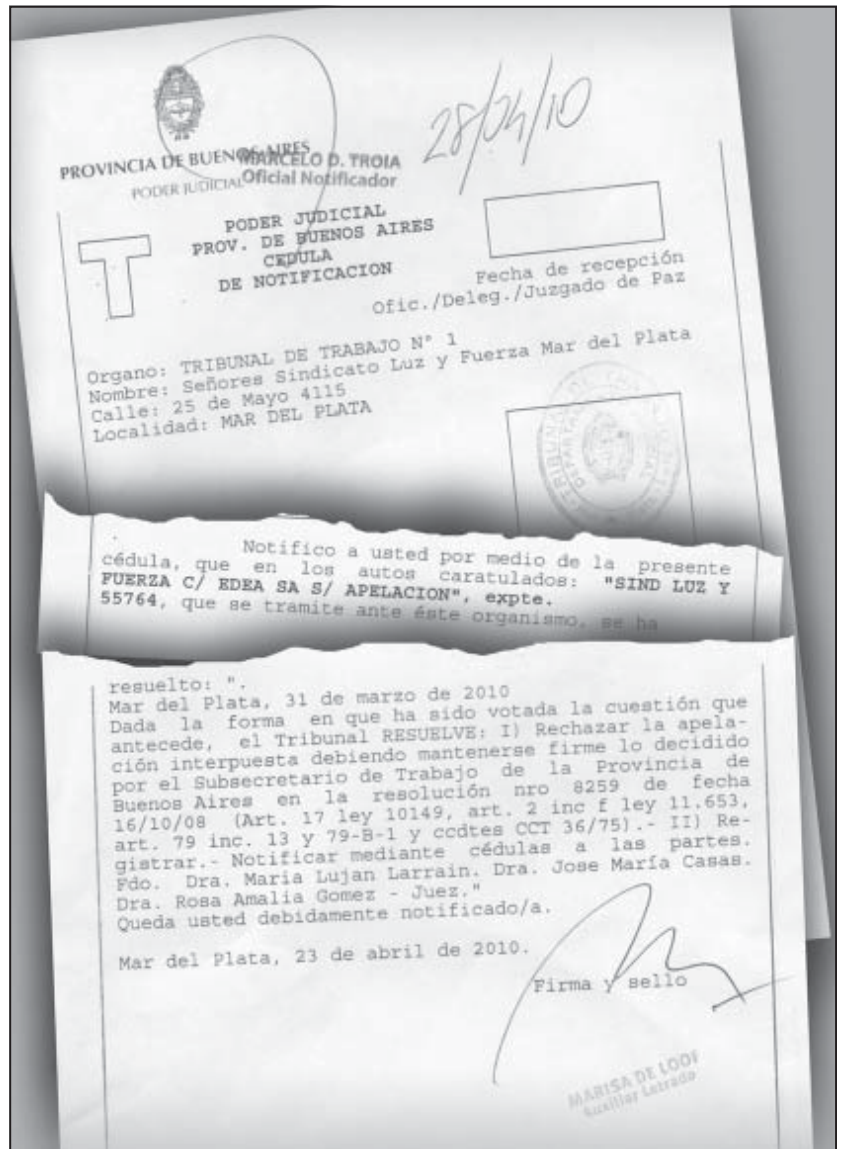 28/04/10
PROVINCIA DE BUENOS AIRES
MARCELO D. TROIA
PODER JUDICIAL
Oficial Notificador
T
PODER JUDICIAL
PROV. DE BUENOS AIRES
CEDULA
DE NOTIFICACION
Fecha de recepción
Ofic./Deleg./Juzgado de Paz
Organo: TRIBUNAL DE TRABAJO Nº 1
Nombre: Señores Sindicato Luz y Fuerza Mar del Plata
Calle: 25 de Mayo 4115
Localidad: MAR DEL PLATA
Notifico a usted por medio de la presente
cédula, que en los autos caratulados: "SIND LUZ Y
FUERZA C/ EDEA SA S/ APELACION", expte.
55764, que se tramite ante éste organismo, se ha
resuelto: ".
Mar del Plata, 31 de marzo de 2010
Dada la forma en que ha sido votada la cuestión que
antecede, el Tribunal RESUELVE: I) Rechazar la apela-
ción interpuesta debiendo mantenerse firme lo decidido
por el Subsecretario de Trabajo de la Provincia de
Buenos Aires en la resolución nro 8259 de fecha
16/10/08 (Art. 17 ley 10149, art. 2 inc f ley 11.653,
art. 79 inc. 13 y 79-B-1 y ccdtes CCT 36/75).- II) Re-
gistrar.- Notificar mediante cédulas a las partes.
Fdo. Dra. Maria Lujan Larrain. Dra. Jose María Casas.
Dra. Rosa Amalia Gomez - Juez."
Queda usted debidamente notificado/a.
Mar del Plata, 23 de abril de 2010.
Firma y sello
MARISA DE LOOF
Auxiliar Letrado